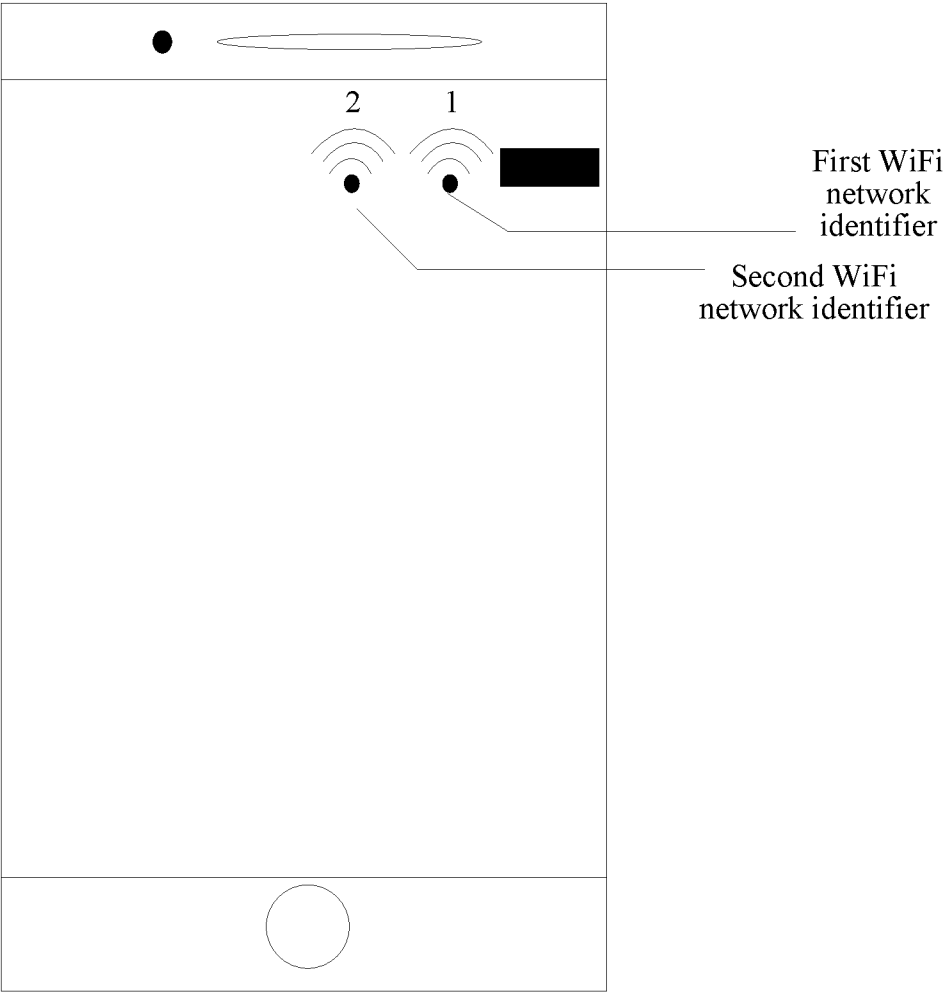 2 1
First WiFi
network
identifier
Second WiFi
network identifier